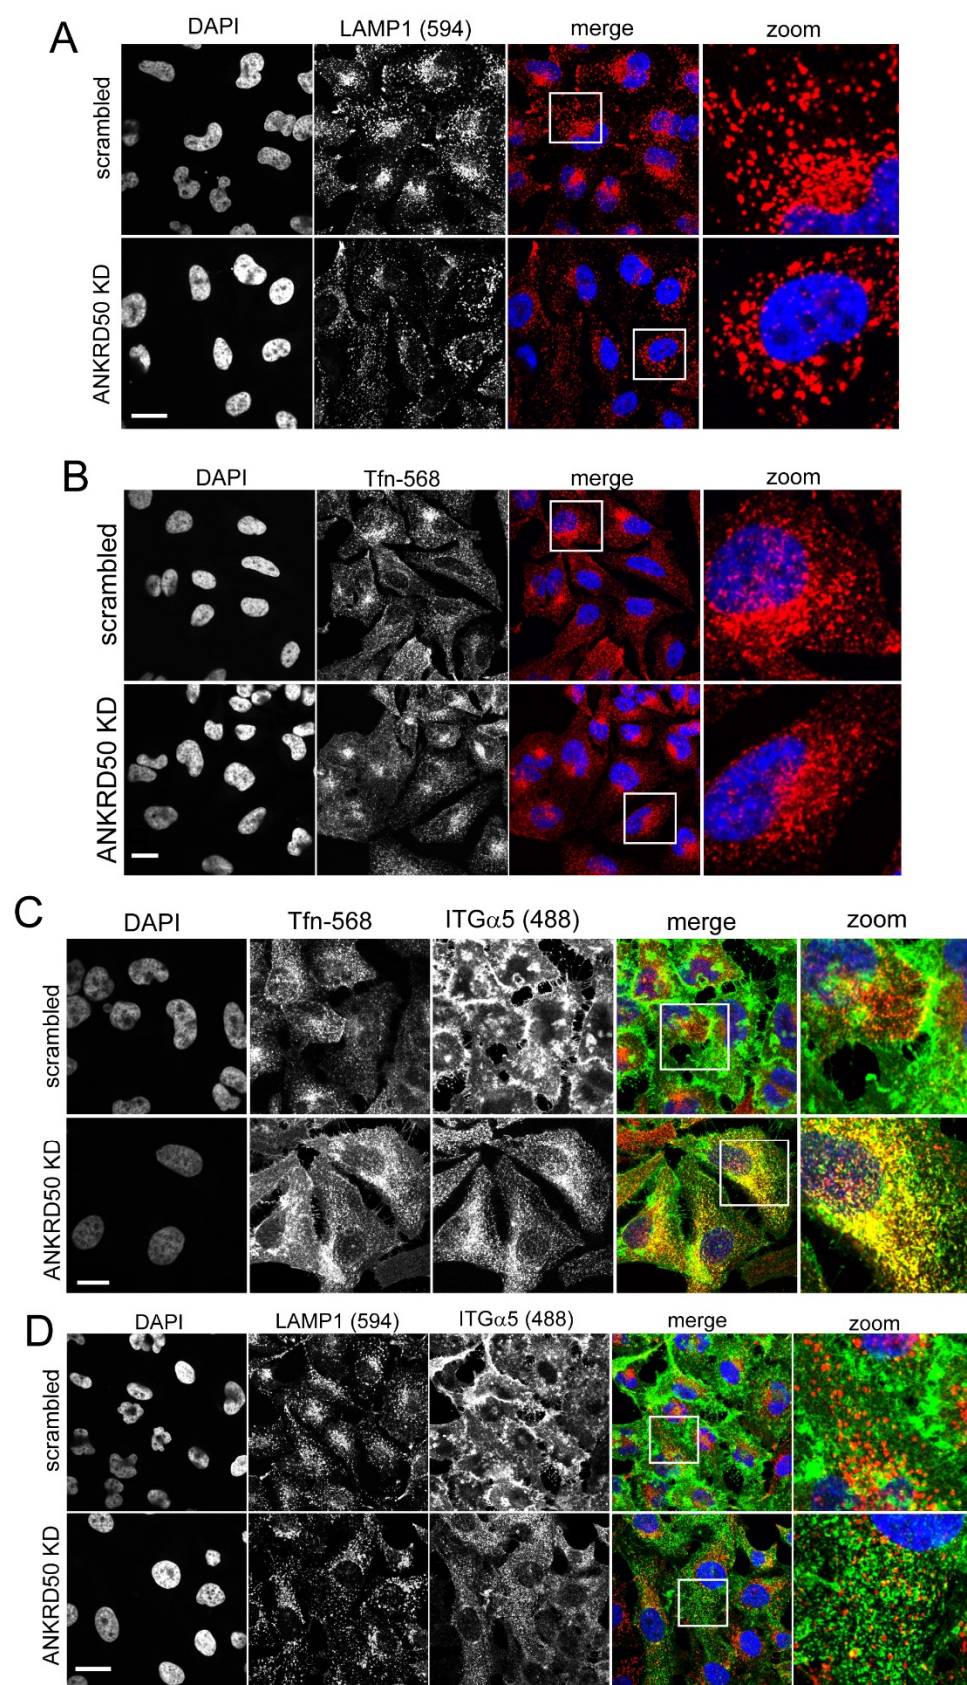 A
DAPI LAMP1 (594) merge zoom
scrambled
ANKRD50 KD
B
DAPI Tfn-568 merge zoom
scrambled
ANKRD50 KD
C
DAPI Tfn-568 ITGα5 (488) merge zoom
scrambled
ANKRD50 KD
D
DAPI LAMP1 (594) ITGα5 (488) merge zoom
scrambled
ANKRD50 KD